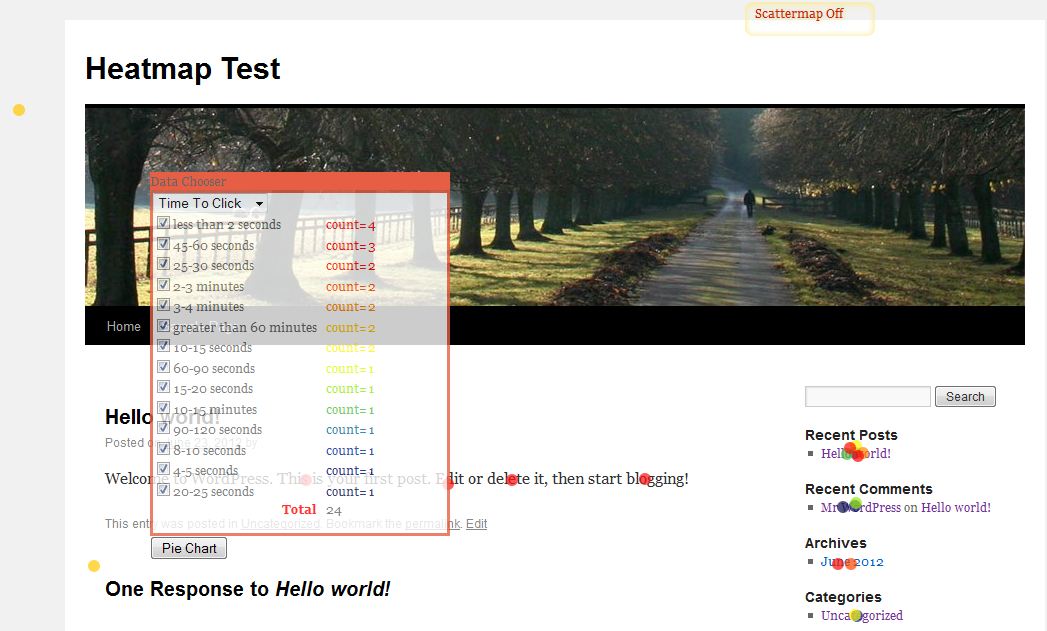 Scattermap Off
Heatmap Test
Data Chooser
Time To Click
less than 2 seconds count= 4
45-60 seconds count= 3
25-30 seconds count= 2
2-3 minutes count= 2
3-4 minutes count= 2
greater than 60 minutes count= 2
10-15 seconds count= 2
60-90 seconds count= 1
15-20 seconds count= 1
10-15 minutes count= 1
90-120 seconds count= 1
8-10 seconds count= 1
4-5 seconds count= 1
20-25 seconds count= 1
Total 24
Pie Chart
Home
Hello world!
Posted on June 23, 2012 by
Welcome to WordPress. This is your first post. Edit or delete it, then start blogging!
This entry was posted in Uncategorized. Bookmark the permalink. Edit
One Response to Hello world!
Search
Recent Posts
Hello world!
Recent Comments
Mr WordPress on Hello world!
Archives
June 2012
Categories
Uncategorized